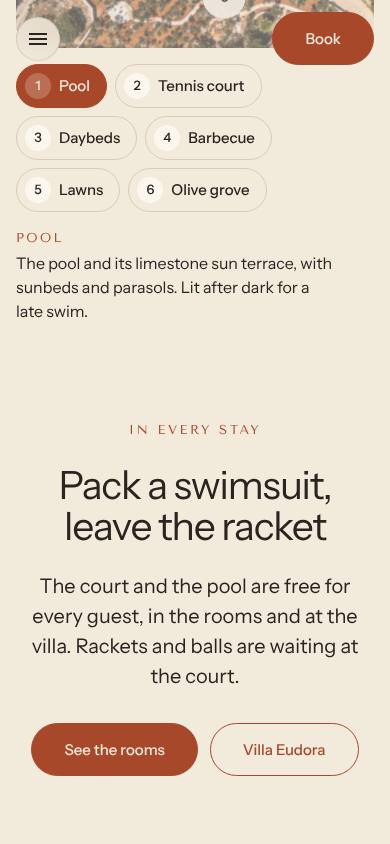 Book
1 Pool
2 Tennis court
3 Daybeds
4 Barbecue
5 Lawns
6 Olive grove
POOL
The pool and its limestone sun terrace, with
sunbeds and parasols. Lit after dark for a
late swim.
IN EVERY STAY
Pack a swimsuit,
leave the racket
The court and the pool are free for
every guest, in the rooms and at the
villa. Rackets and balls are waiting at
the court.
See the rooms
Villa Eudora